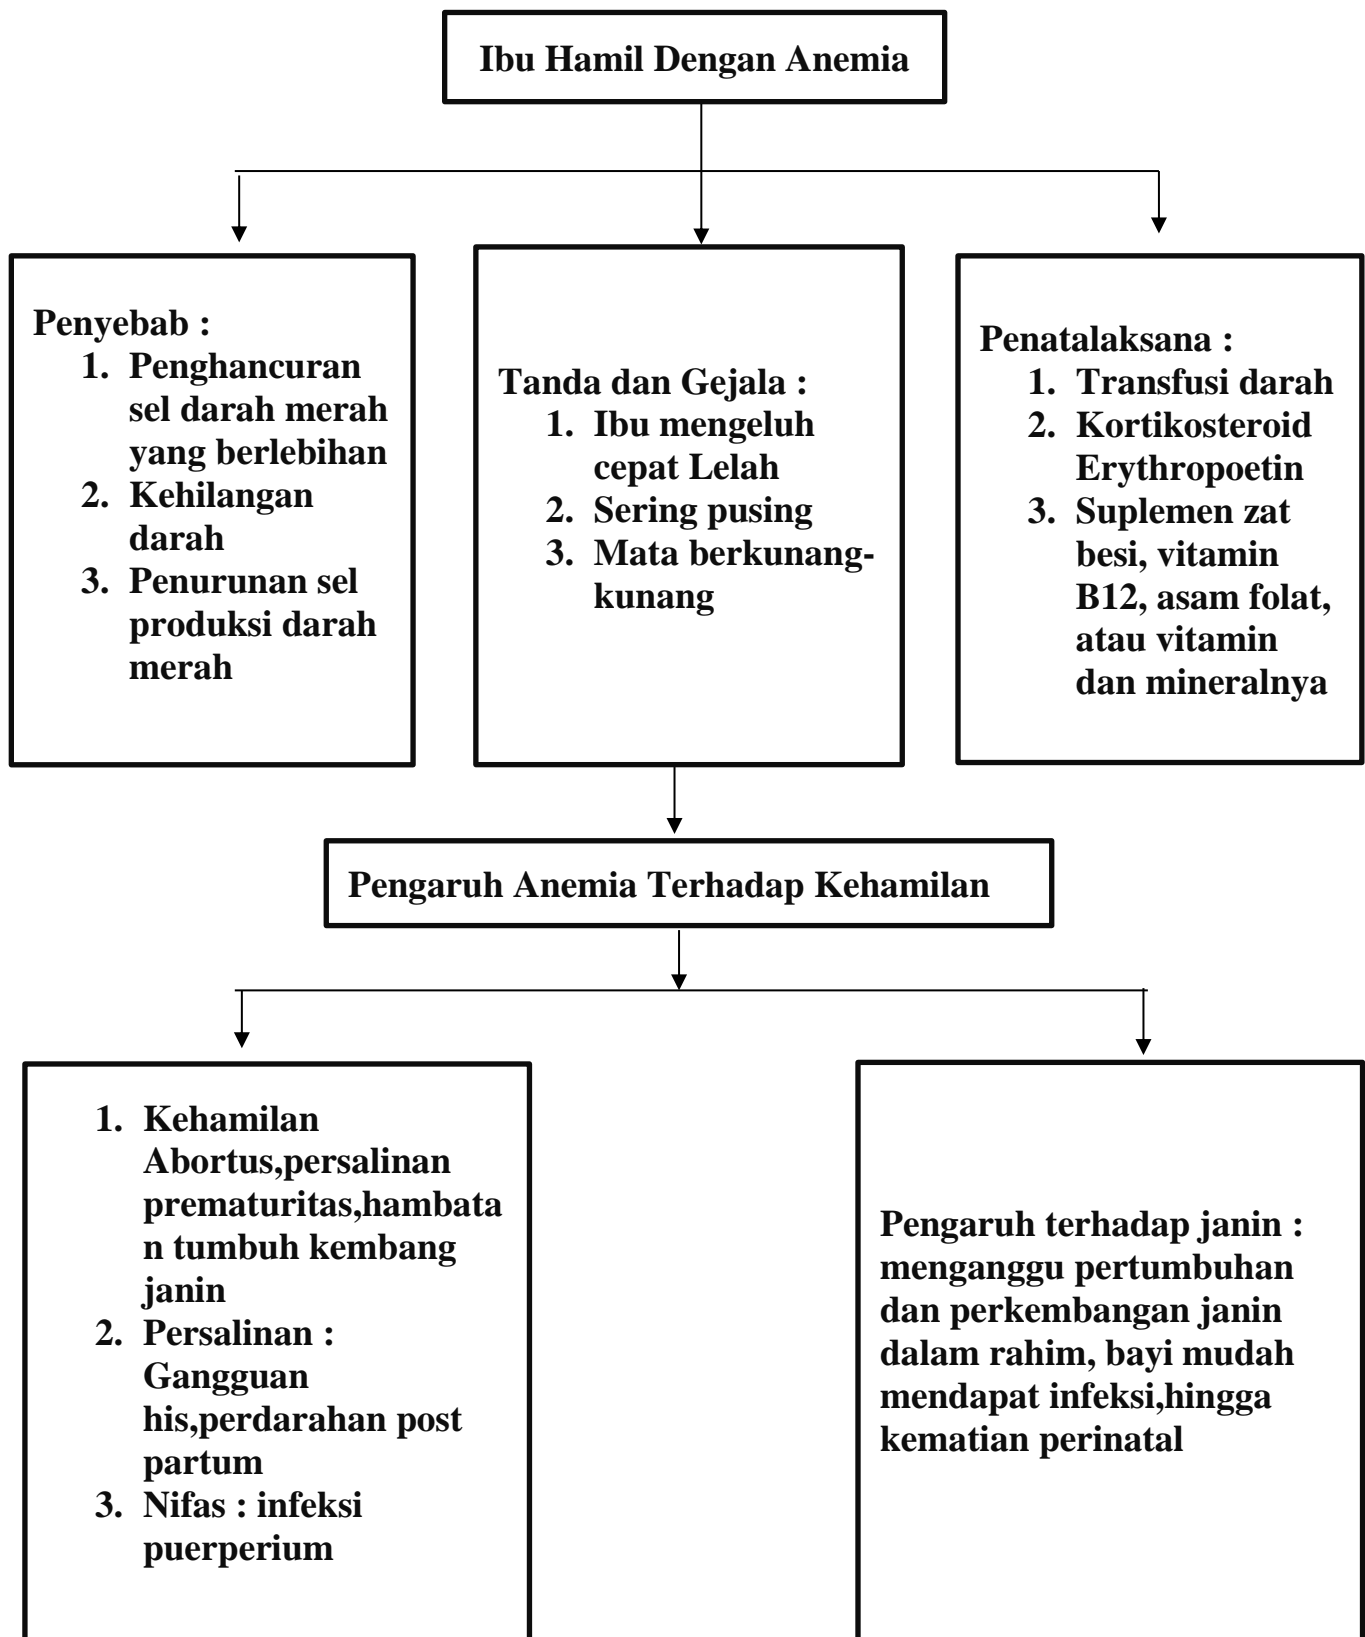 Ibu Hamil Dengan Anemia
Penyebab :
1. Penghancuran
sel darah merah
yang berlebihan
2. Kehilangan
darah
3. Penurunan sel
produksi darah
merah
Tanda dan Gejala :
1. Ibu mengeluh
cepat Lelah
2. Sering pusing
3. Mata berkunang-
kunang
Penatalaksana :
1. Transfusi darah
2. Kortikosteroid
Erythropoetin
3. Suplemen zat
besi, vitamin
B12, asam folat,
atau vitamin
dan mineralnya
Pengaruh Anemia Terhadap Kehamilan
1. Kehamilan
Abortus,persalinan
prematuritas,hambata
n tumbuh kembang
janin
2. Persalinan :
Gangguan
his,perdarahan post
partum
3. Nifas : infeksi
puerperium
Pengaruh terhadap janin :
menganggu pertumbuhan
dan perkembangan janin
dalam rahim, bayi mudah
mendapat infeksi,hingga
kematian perinatal